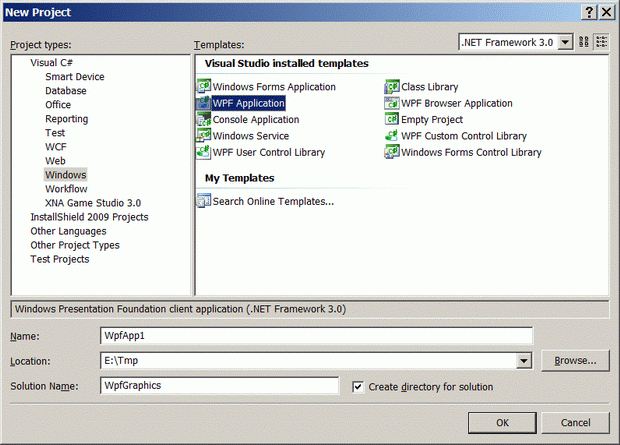 New Project
Project types:
Templates:
.NET Framework 3.0
Visual C#
Smart Device
Database
Office
Reporting
Test
WCF
Web
Windows
Workflow
XNA Game Studio 3.0
InstallShield 2009 Projects
Other Languages
Other Project Types
Test Projects
Visual Studio installed templates
Windows Forms Application
Class Library
WPF Application
WPF Browser Application
Console Application
Empty Project
Windows Service
WPF Custom Control Library
WPF User Control Library
Windows Forms Control Library
My Templates
Search Online Templates...
Windows Presentation Foundation client application (.NET Framework 3.0)
Name:
WpfApp1
Location:
E:\Tmp
Browse...
Solution Name:
WpfGraphics
Create directory for solution
OK
Cancel